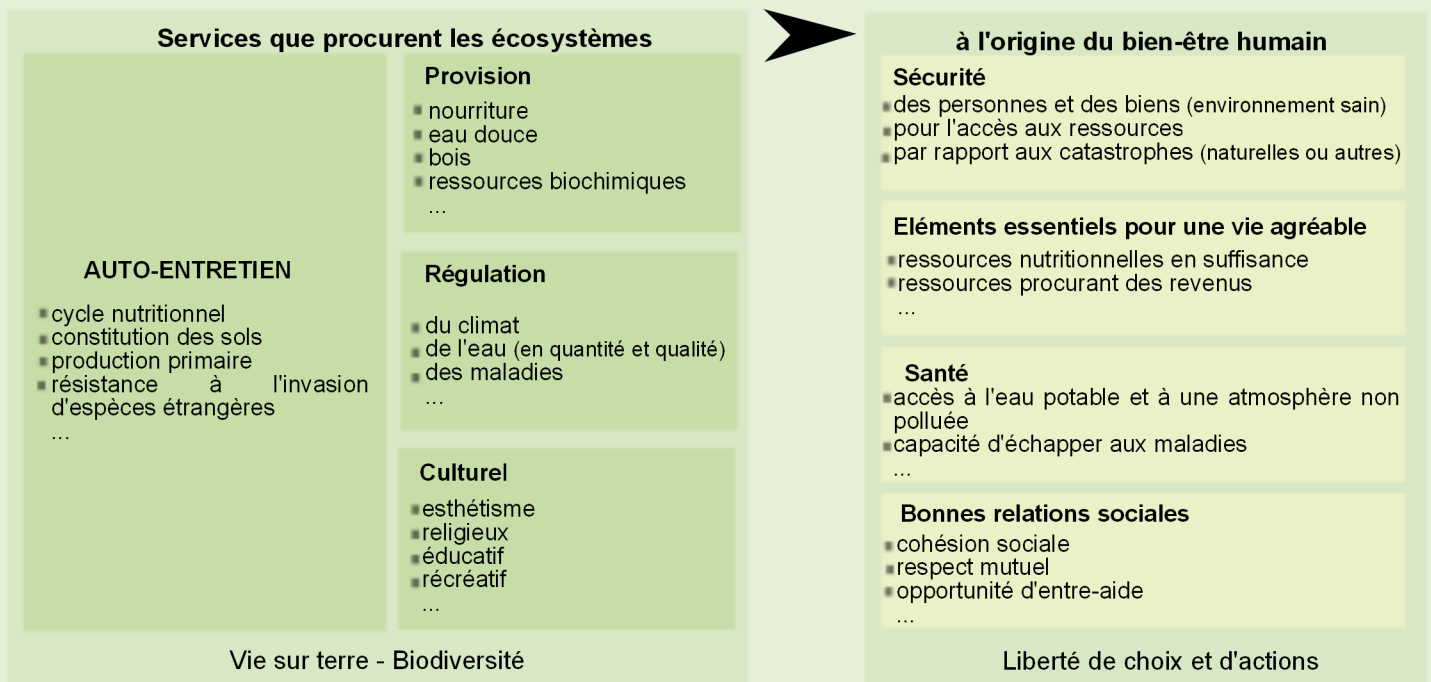 Services que procurent les écosystèmes
AUTO-ENTRETIEN
cycle nutritionnel
constitution des sols
production primaire
résistance à l'invasion
d'espèces étrangères
...
Provision
nourriture
eau douce
bois
ressources biochimiques
...
Régulation
du climat
de l'eau (en quantité et qualité)
des maladies
...
Culturel
esthétisme
religieux
éducatif
récréatif
...
Vie sur terre - Biodiversité
à l'origine du bien-être humain
Sécurité
des personnes et des biens (environnement sain)
pour l'accès aux ressources
par rapport aux catastrophes (naturelles ou autres)
Eléments essentiels pour une vie agréable
ressources nutritionnelles en suffisance
ressources procurant des revenus
...
Santé
accès à l'eau potable et à une atmosphère non
polluée
capacité d'échapper aux maladies
...
Bonnes relations sociales
cohésion sociale
respect mutuel
opportunité d'entre-aide
...
Liberté de choix et d'actions